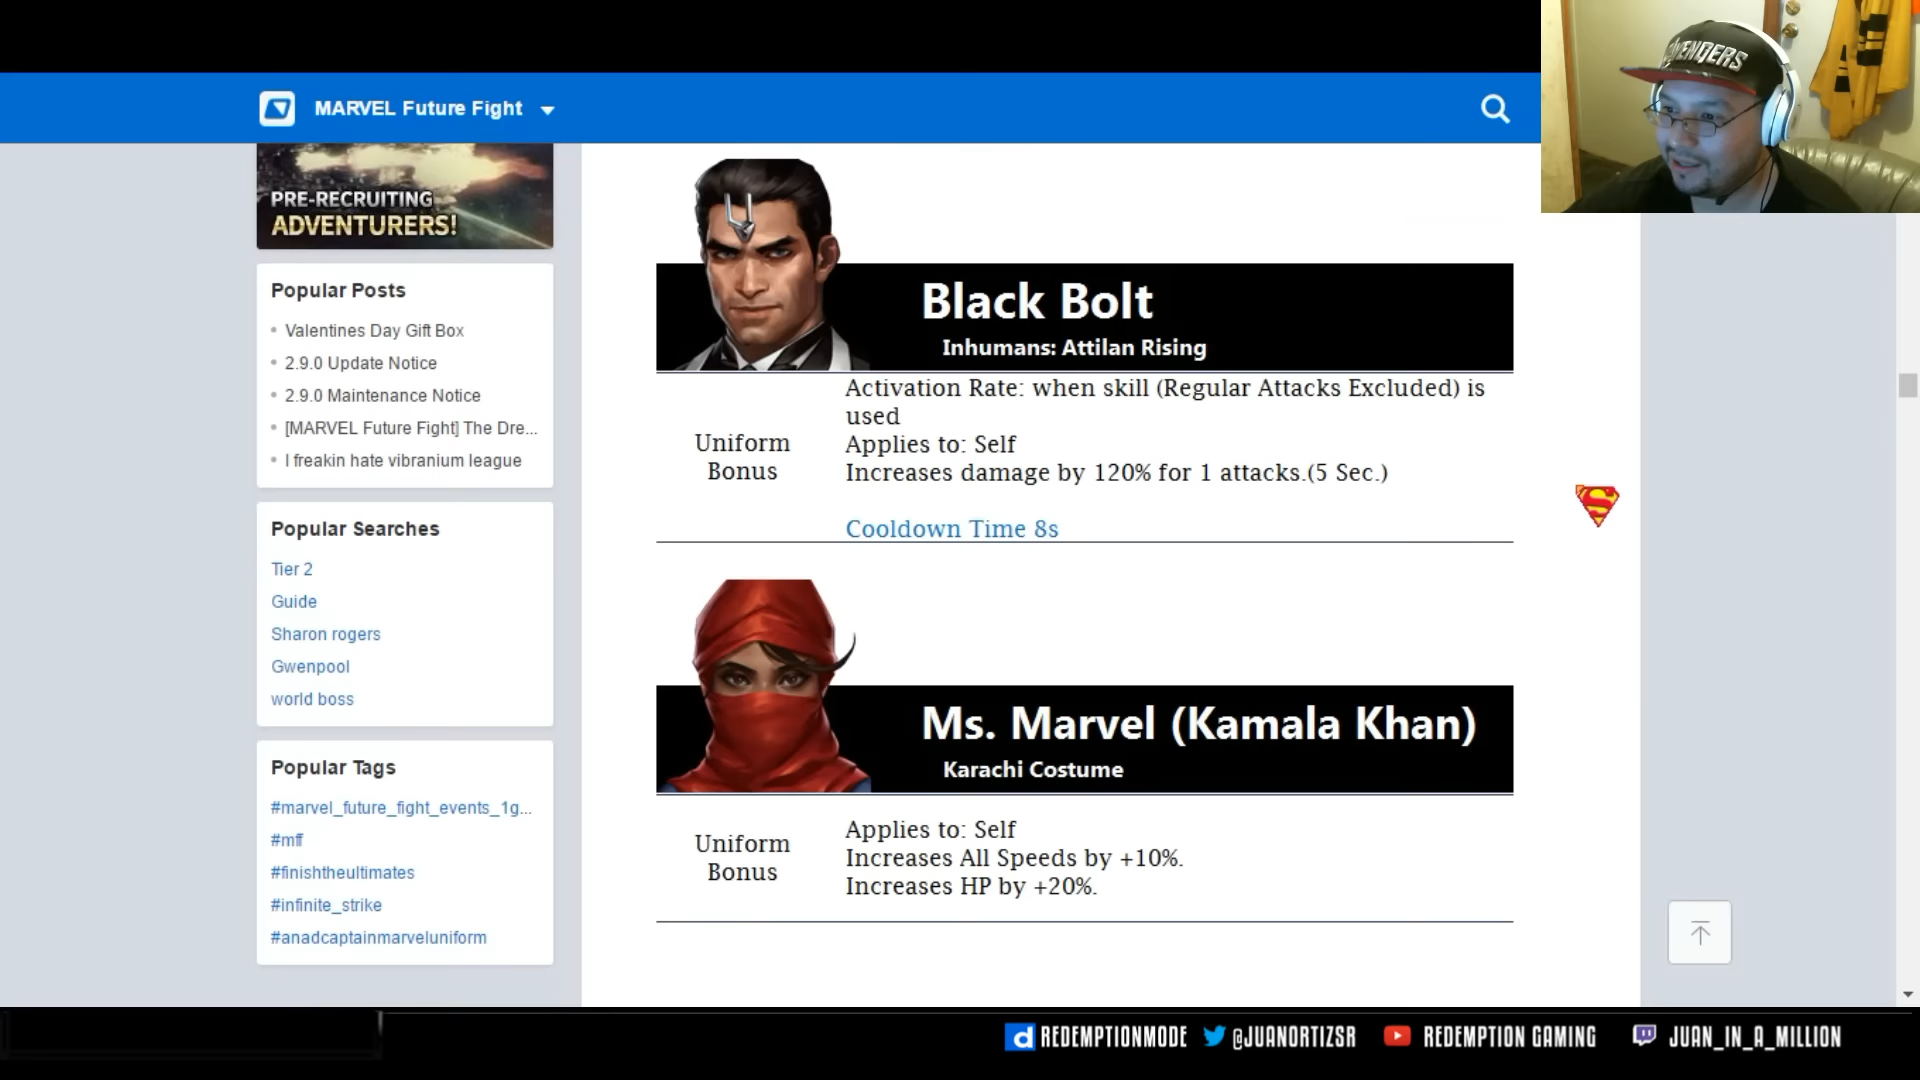 AVENGERS
MARVEL Future Fight
PRE-RECRUITING
ADVENTURERS!
Popular Posts
Valentines Day Gift Box
2.9.0 Update Notice
2.9.0 Maintenance Notice
[MARVEL Future Fight] The Dre...
I freakin hate vibranium league
Popular Searches
Tier 2
Guide
Sharon rogers
Gwenpool
world boss
Popular Tags
#marvel_future_fight_events_1g...
#mff
#finishtheultimates
#infinite_strike
#anadcaptainmarveluniform
Black Bolt
Inhumans: Attilan Rising
Uniform
Bonus
Activation Rate: when skill (Regular Attacks Excluded) is
used
Applies to: Self
Increases damage by 120% for 1 attacks.(5 Sec.)
Cooldown Time 8s
Ms. Marvel (Kamala Khan)
Karachi Costume
Uniform
Bonus
Applies to: Self
Increases All Speeds by +10%.
Increases HP by +20%.
S
d REDEMPTIONMODE @JUANORTIZSR REDEMPTION GAMING JUAN_IN_A_MILLION